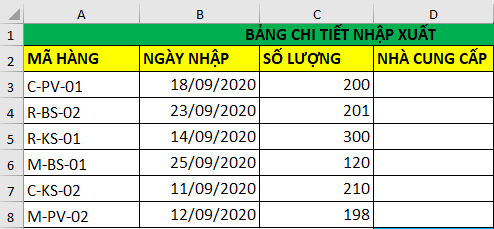 A B C D
1 BẢNG CHI TIẾT NHẬP XUẤT
2 MÃ HÀNG NGÀY NHẬP SỐ LƯỢNG NHÀ CUNG CẤP
3 C-PV-01 18/09/2020 200
4 R-BS-02 23/09/2020 201
5 R-KS-01 14/09/2020 300
6 M-BS-01 25/09/2020 120
7 C-KS-02 11/09/2020 210
8 M-PV-02 12/09/2020 198